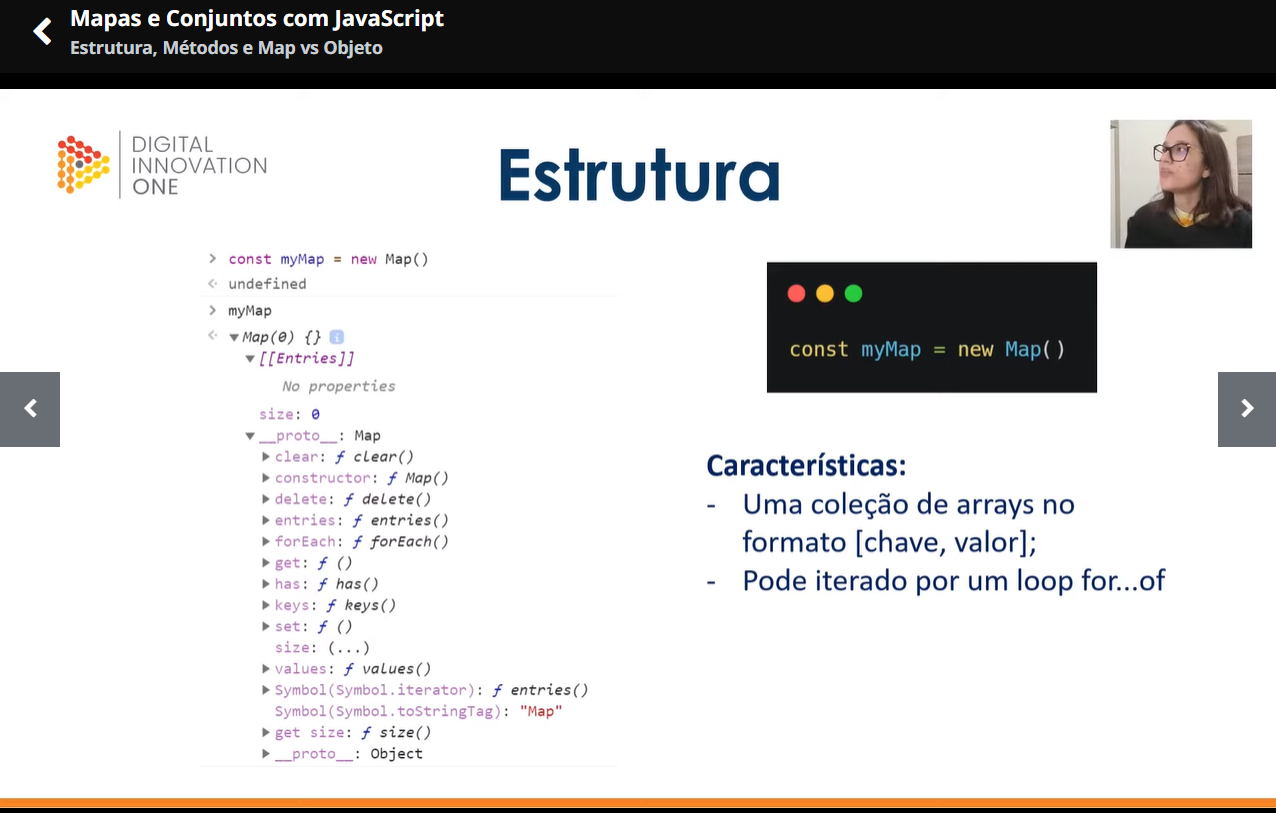 Mapas e Conjuntos com JavaScript
Estrutura, Métodos e Map vs Objeto
DIGITAL
INNOVATION
ONE
Estrutura
> const myMap = new Map()
undefined
> myMap
Map(0) {} i
[[Entries]]
No properties
size: 0
__proto__: Map
clear: ƒ clear()
constructor: ƒ Map()
delete: ƒ delete()
entries: ƒ entries()
forEach: ƒ forEach()
get: ƒ ()
has: ƒ has()
keys: ƒ keys()
set: ƒ ()
size: (...)
values: ƒ values()
Symbol(Symbol.iterator): ƒ entries()
Symbol(Symbol.toStringTag): "Map"
get size: ƒ size()
__proto__: Object
const myMap = new Map()
Características:
- Uma coleção de arrays no
formato [chave, valor];
- Pode iterado por um loop for...of